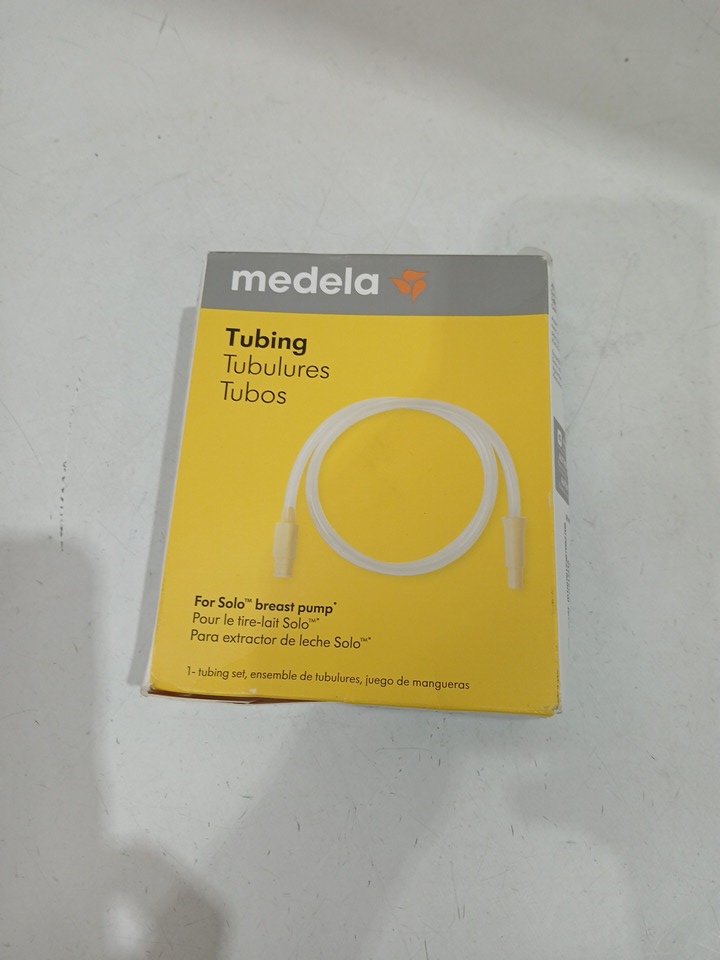 medela
Tubing
Tubulures
Tubos
For Solo™ breast pump*
Pour le tire-lait Solo™*
Para extractor de leche Solo™*
1- tubing set, ensemble de tubulures, juego de mangueras